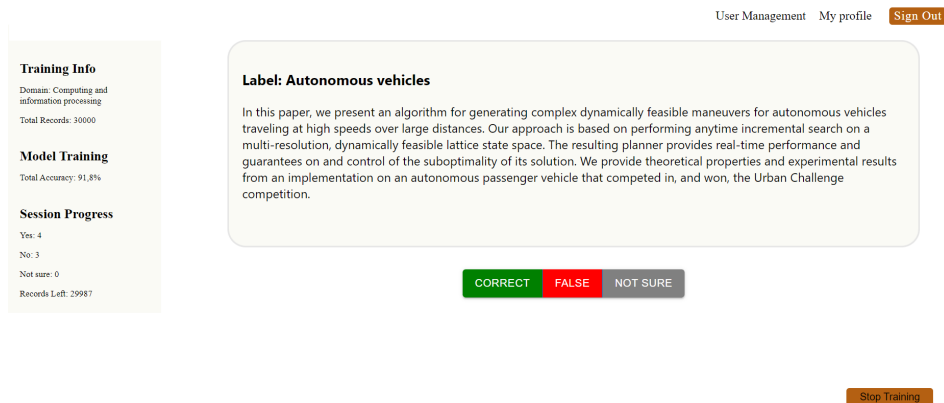 User Management My profile Sign Out
Training Info
Domain: Computing and
information processing
Total Records: 30000
Model Training
Total Accuracy: 91,8%
Session Progress
Yes: 4
No: 3
Not sure: 0
Records Left: 29987
Label: Autonomous vehicles
In this paper, we present an algorithm for generating complex dynamically feasible maneuvers for autonomous vehicles
traveling at high speeds over large distances. Our approach is based on performing anytime incremental search on a
multi-resolution, dynamically feasible lattice state space. The resulting planner provides real-time performance and
guarantees on and control of the suboptimality of its solution. We provide theoretical properties and experimental results
from an implementation on an autonomous passenger vehicle that competed in, and won, the Urban Challenge
competition.
CORRECT FALSE NOT SURE
Stop Training